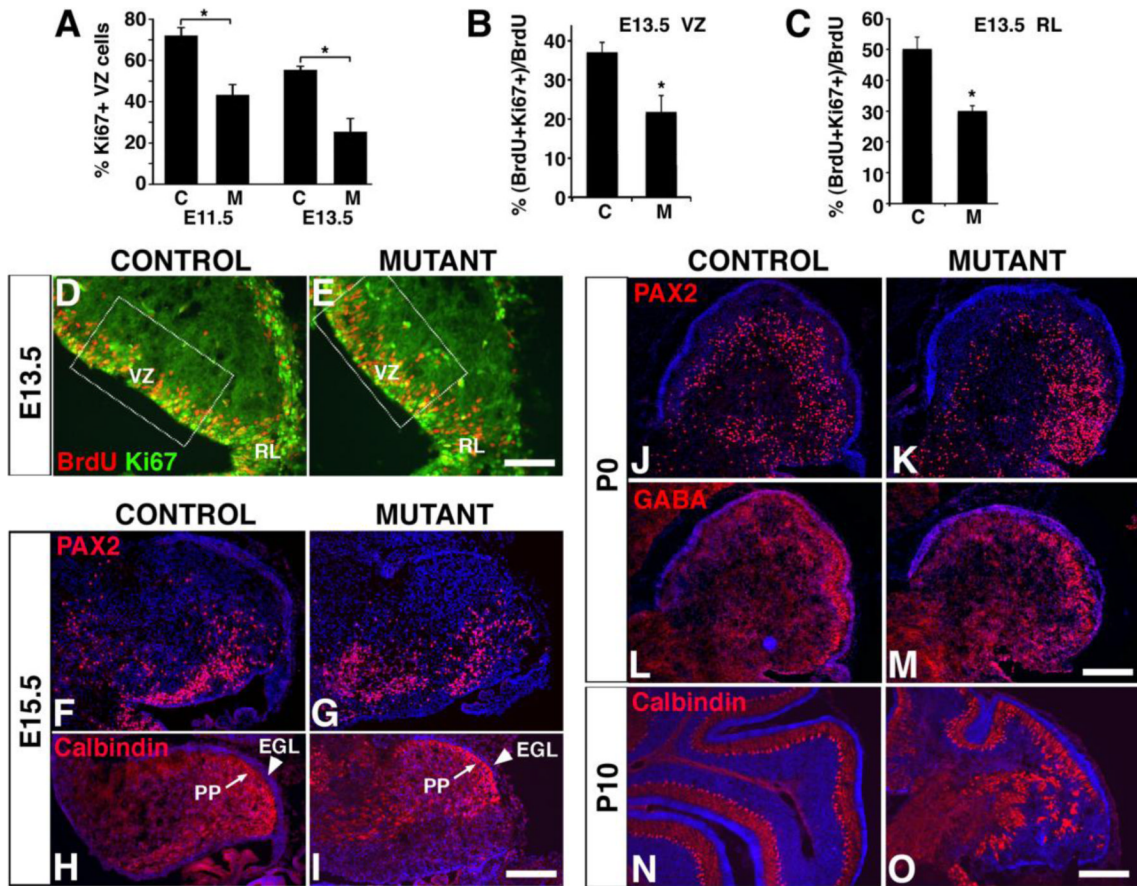 A
% Ki67+ VZ cells
80
60
40
20
0
*
*
C M C M
E11.5 E13.5
B
E13.5 VZ
% (BrdU+Ki67+)/BrdU
40
30
20
10
0
*
C M
C
E13.5 RL
% (BrdU+Ki67+)/BrdU
60
50
40
30
20
10
0
*
C M
CONTROL MUTANT
E13.5
D E
VZ VZ
RL RL
BrdU Ki67
CONTROL MUTANT
E15.5
PAX2
F G
Calbindin
EGL EGL
PP PP
H I
CONTROL MUTANT
P0
PAX2
J K
GABA
L M
P10
Calbindin
N O